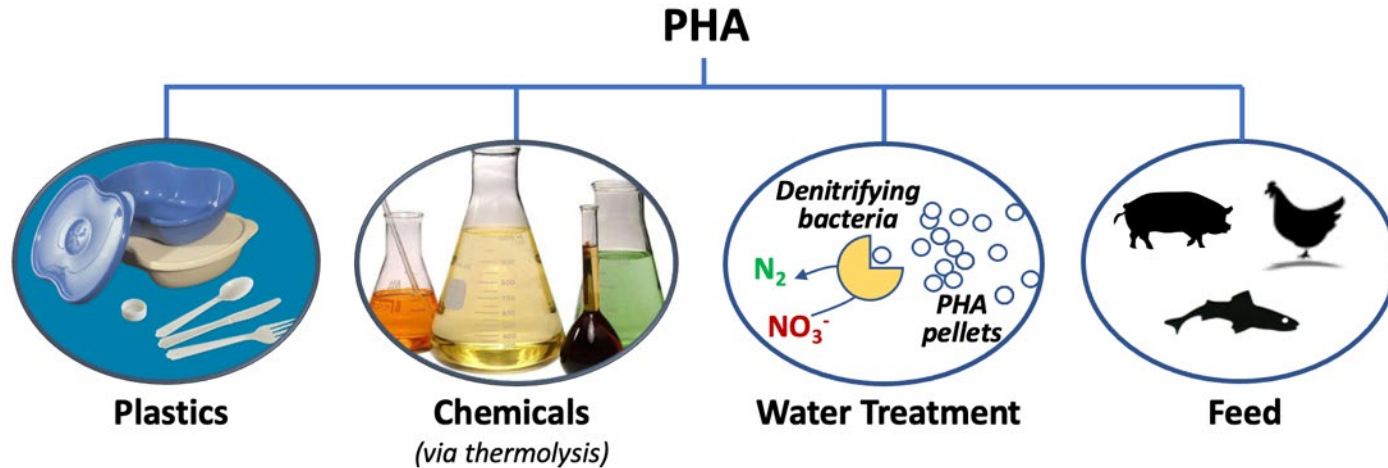 PHA
Denitrifying
bacteria
N₂
NO₃⁻
PHA
pellets
Plastics
Chemicals
(via thermolysis)
Water Treatment
Feed